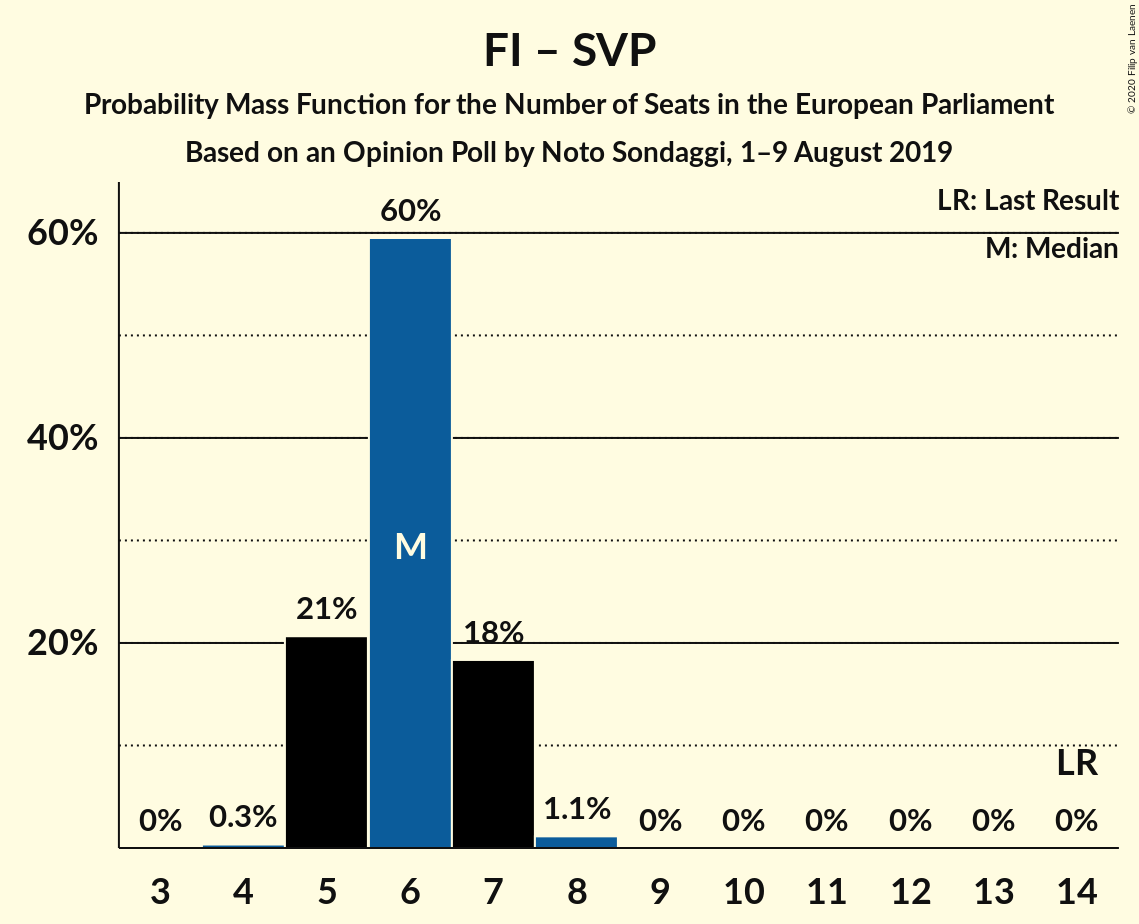 FI – SVP
Probability Mass Function for the Number of Seats in the European Parliament
Based on an Opinion Poll by Noto Sondaggi, 1–9 August 2019
© 2020 Filip van Laenen
LR: Last Result
M: Median
60%
40%
20%
0%
0.3%
21%
60%
M
18%
1.1%
0%
0%
0%
0%
0%
LR
0%
3 4 5 6 7 8 9 10 11 12 13 14